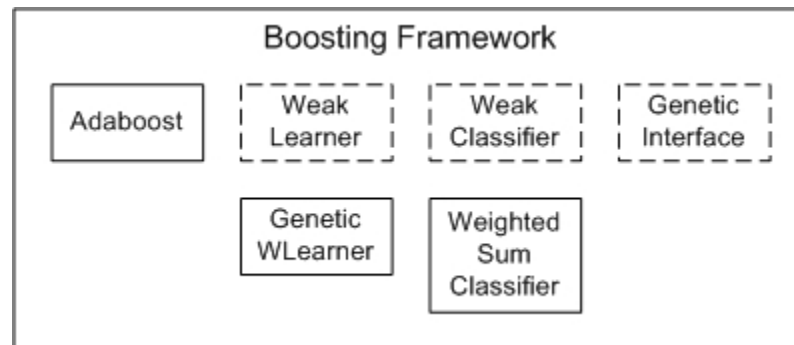 Boosting Framework
Adaboost
Weak
Learner
Weak
Classifier
Genetic
Interface
Genetic
WLearner
Weighted
Sum
Classifier